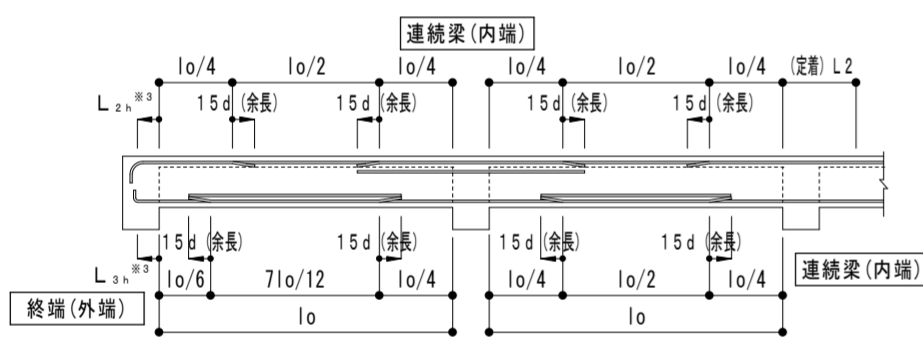 連続梁(内端)
lo/4 lo/2 lo/4 lo/4 lo/2 lo/4 (定着) L2
L2h※3 15d (余長) 15d (余長) 15d (余長) 15d (余長)
15d (余長) 15d (余長) 15d (余長) 15d (余長)
L3h※3 lo/6 7lo/12 lo/4 lo/4 lo/2 lo/4 連続梁(内端)
終端(外端) lo lo